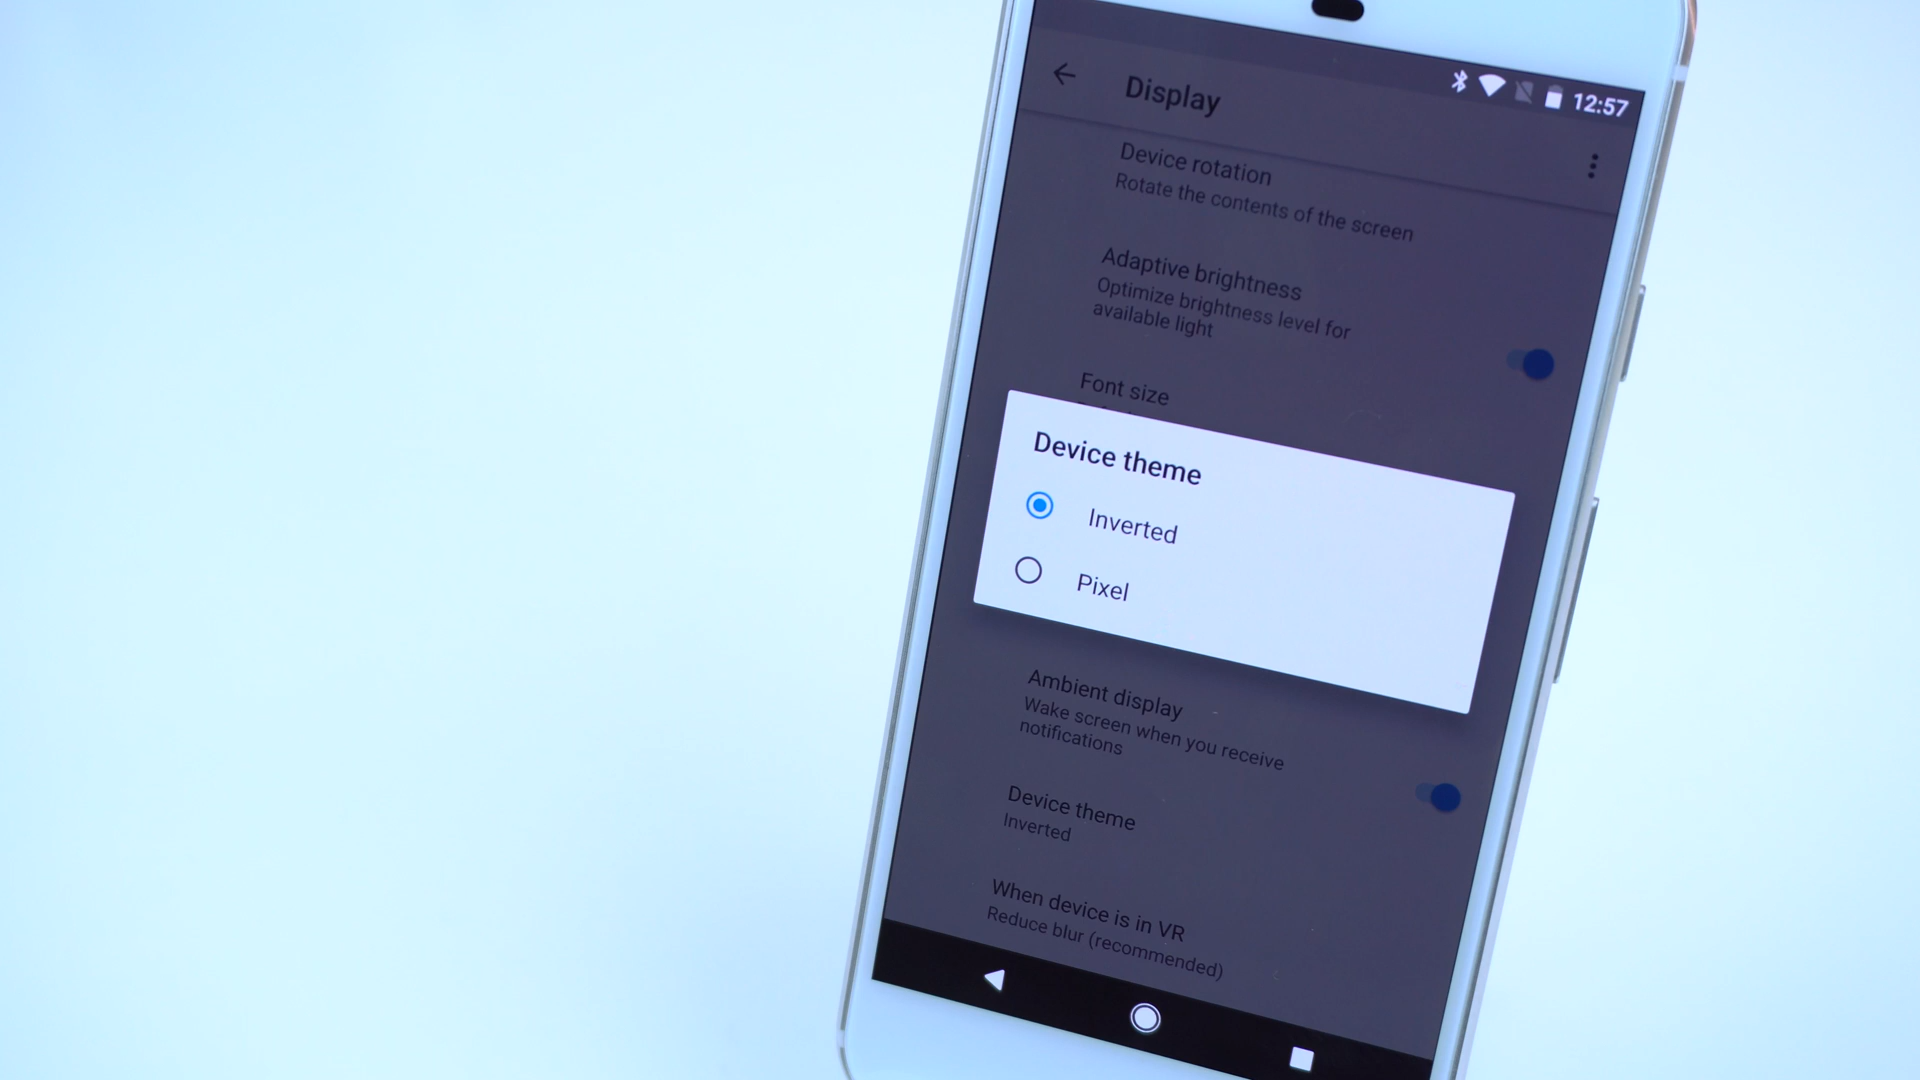 12:57
Display
Device rotation
Rotate the contents of the screen
Adaptive brightness
Optimize brightness level for
available light
Font size
Device theme
Inverted
Pixel
Ambient display
Wake screen when you receive
notifications
Device theme
Inverted
When device is in VR
Reduce blur (recommended)